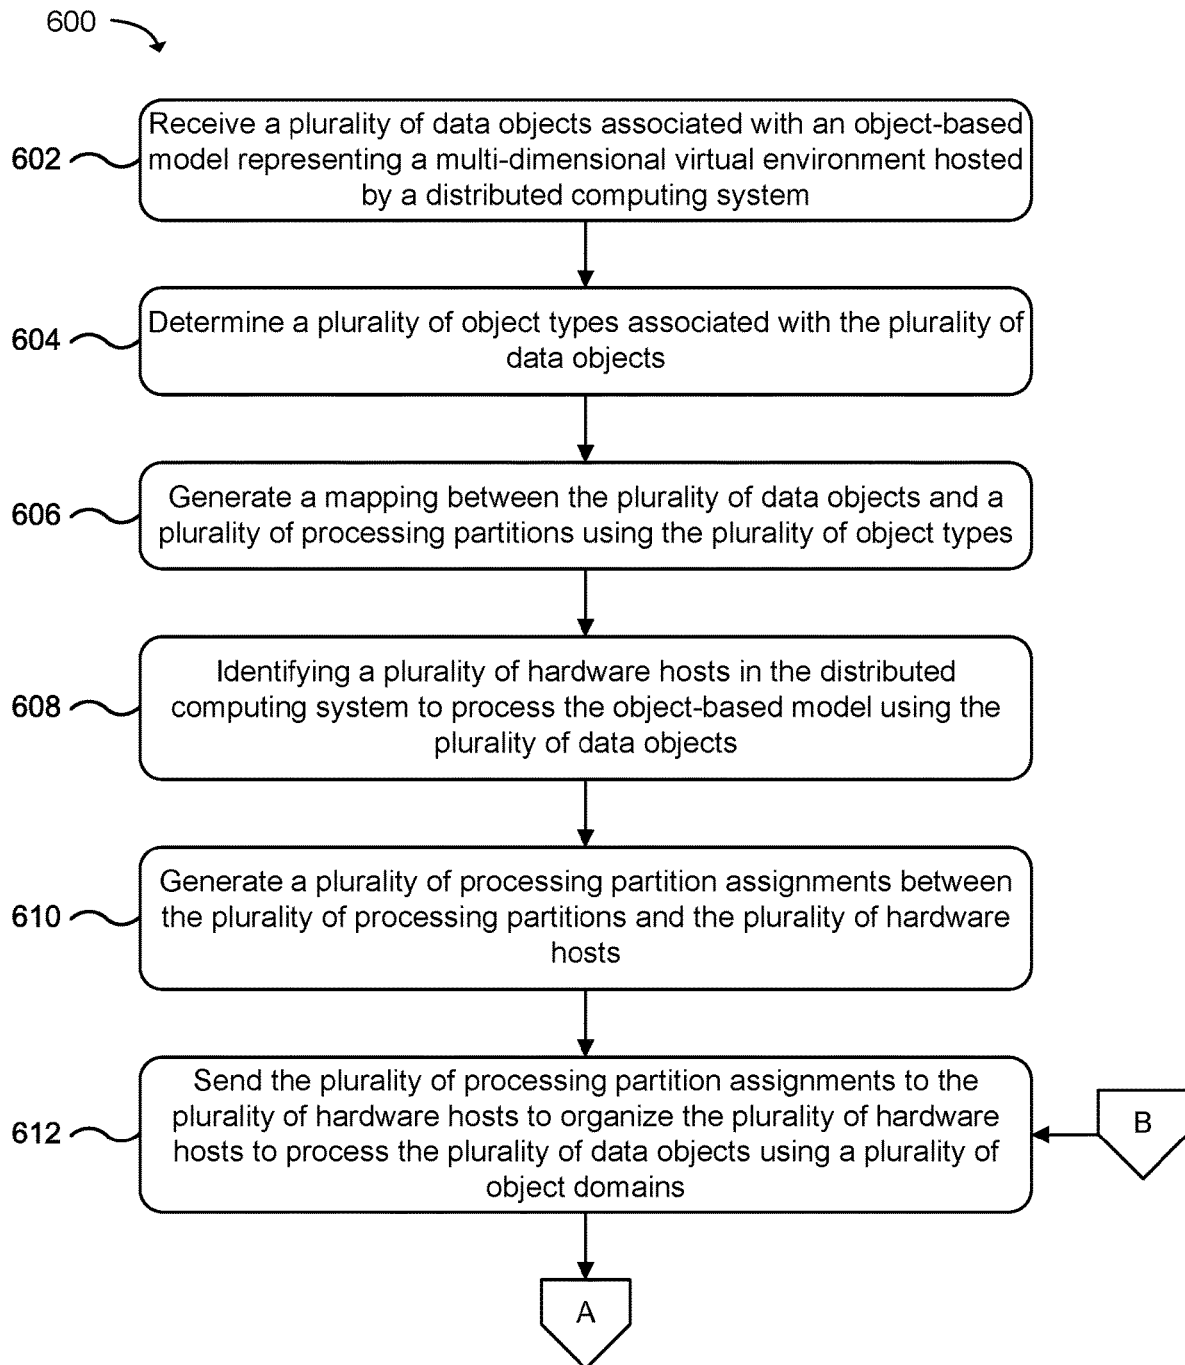 600
Receive a plurality of data objects associated with an object-based
602
model representing a multi-dimensional virtual environment hosted
by a distributed computing system
Determine a plurality of object types associated with the plurality of
604
data objects
Generate a mapping between the plurality of data objects and a
606
plurality of processing partitions using the plurality of object types
Identifying a plurality of hardware hosts in the distributed
608
computing system to process the object-based model using the
plurality of data objects
Generate a plurality of processing partition assignments between
610
the plurality of processing partitions and the plurality of hardware
hosts
Send the plurality of processing partition assignments to the
plurality of hardware hosts to organize the plurality of hardware
612
hosts to process the plurality of data objects using a plurality of
object domains
B
A